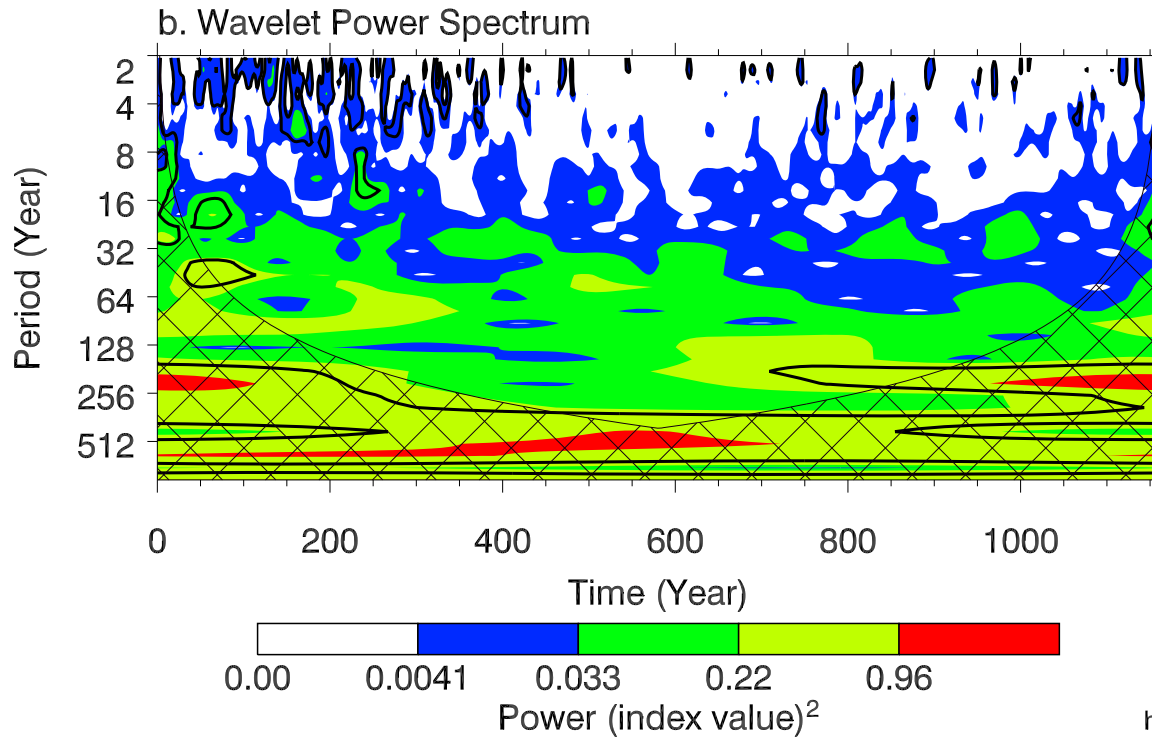 b. Wavelet Power Spectrum
2
4
8
16
32
64
128
256
512
Period (Year)
0 200 400 600 800 1000
Time (Year)
0.00 0.0041 0.033 0.22 0.96
Power (index value)²